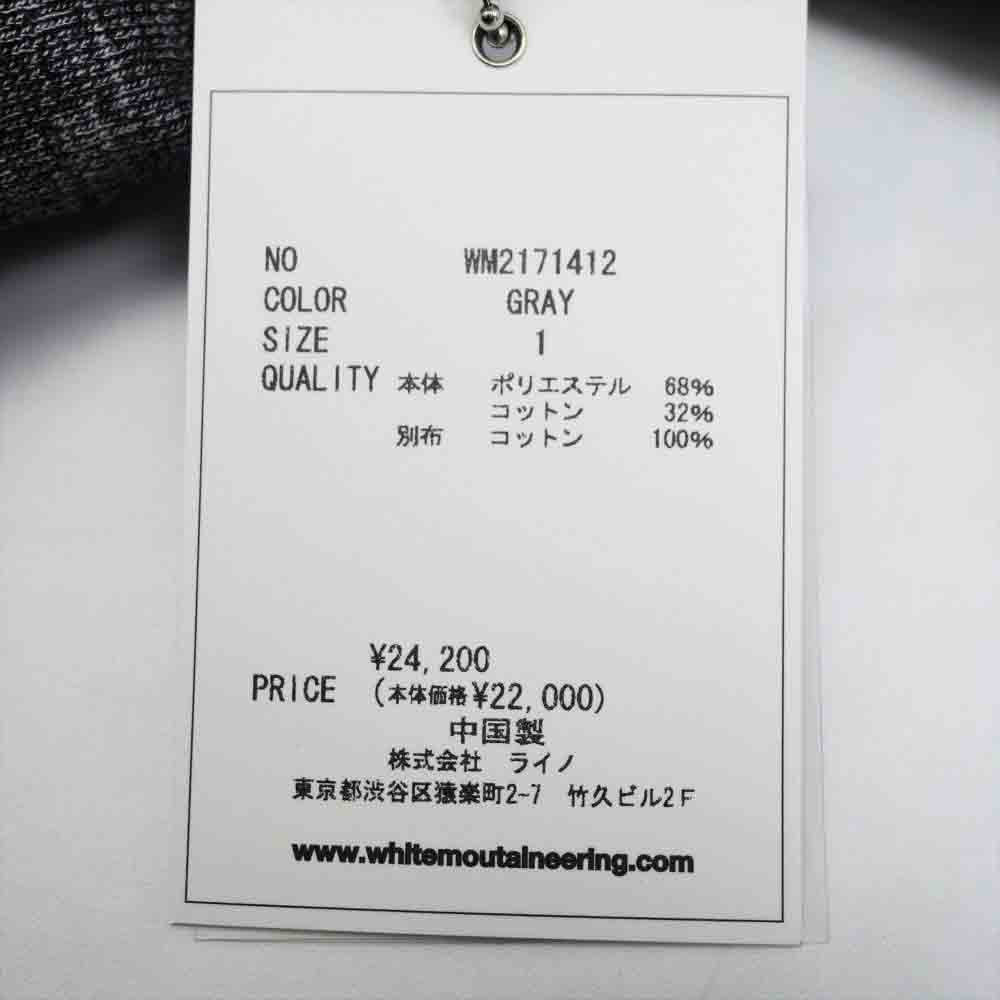 NO WM2171412
COLOR GRAY
SIZE 1
QUALITY 本体 ポリエステル 68%
コットン 32%
別布 コットン 100%
¥24,200
PRICE (本体価格¥22,000)
中国製
株式会社 ライノ
東京都渋谷区猿楽町2-7 竹久ビル2F
www.whitemoutaineering.com